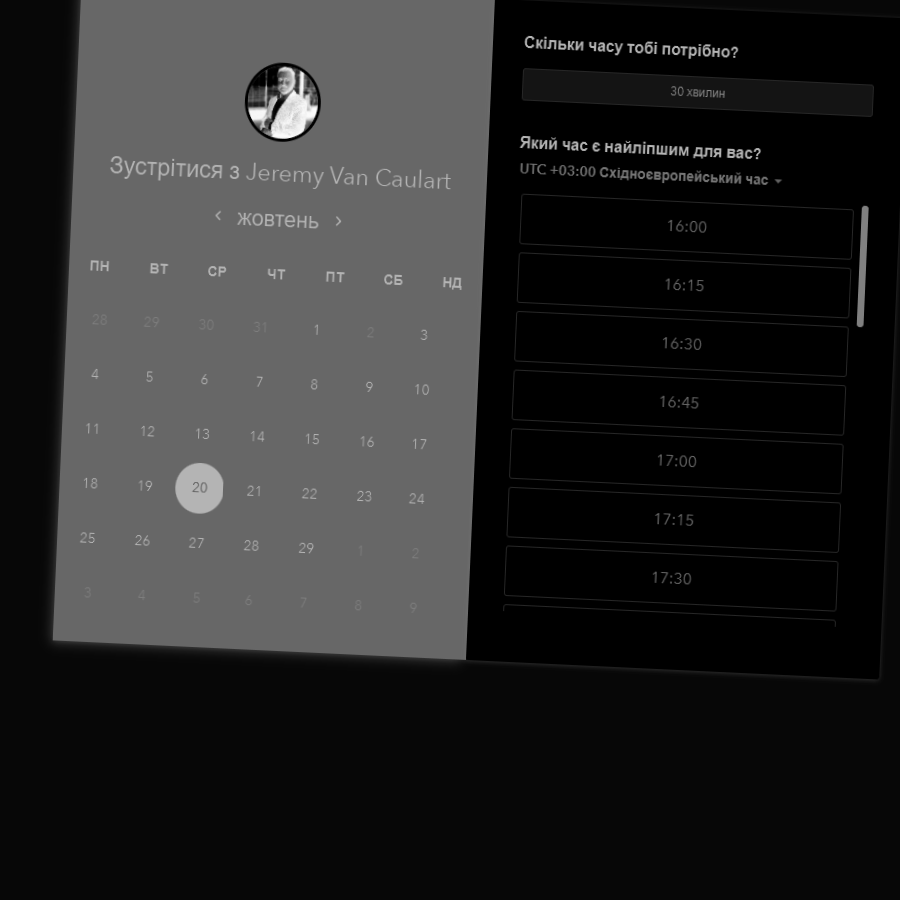 Зустрітися з Jeremy Van Caulart
‹ жовтень ›
ПН ВТ СР ЧТ ПТ СБ НД
28 29 30 31 1 2 3
4 5 6 7 8 9 10
11 12 13 14 15 16 17
18 19 20 21 22 23 24
25 26 27 28 29 1 2
3 4 5 6 7 8 9
Скільки часу тобі потрібно?
30 хвилин
Який час є найліпшим для вас?
UTC +03:00 Східноєвропейський час
16:00
16:15
16:30
16:45
17:00
17:15
17:30